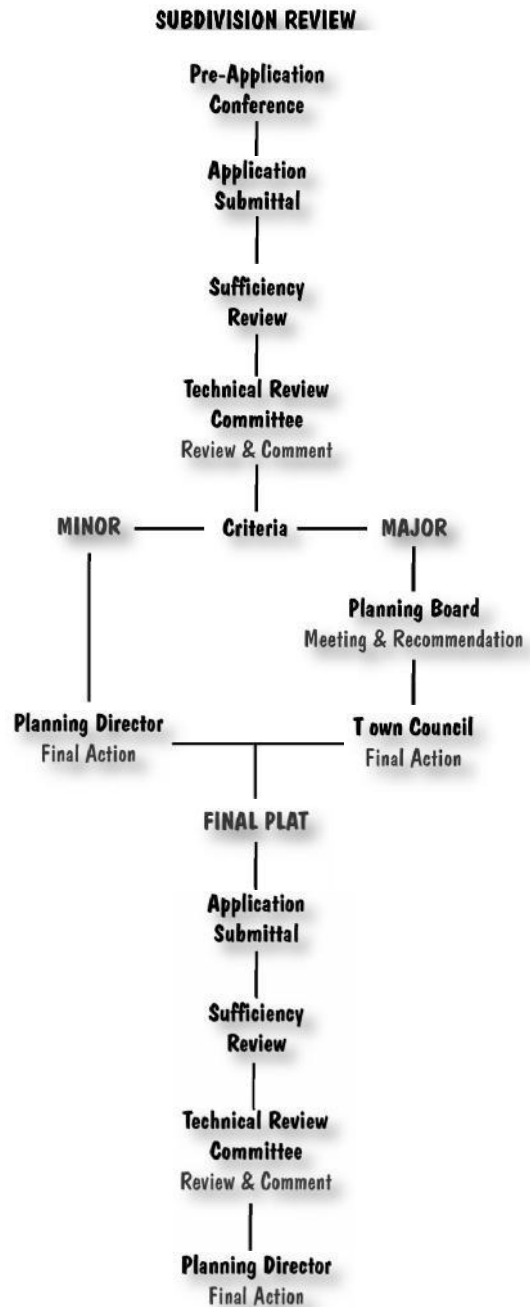 SUBDIVISION REVIEW
Pre-Application
Conference
Application
Submittal
Sufficiency
Review
Technical Review
Committee
Review & Comment
MINOR
Criteria
MAJOR
Planning Board
Meeting & Recommendation
Planning Director
Final Action
T own Council
Final Action
FINAL PLAT
Application
Submittal
Sufficiency
Review
Technical Review
Committee
Review & Comment
Planning Director
Final Action